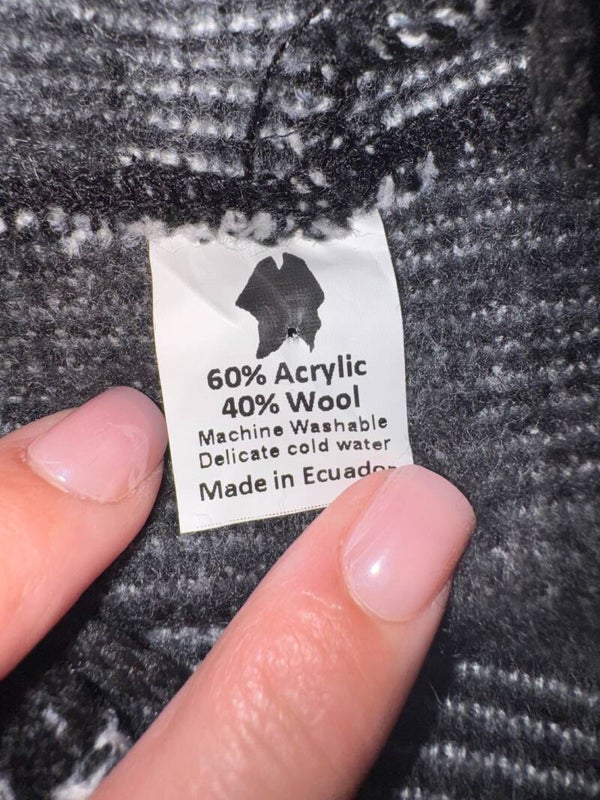 60% Acrylic
40% Wool
Machine Washable
Delicate cold water
Made in Ecuador